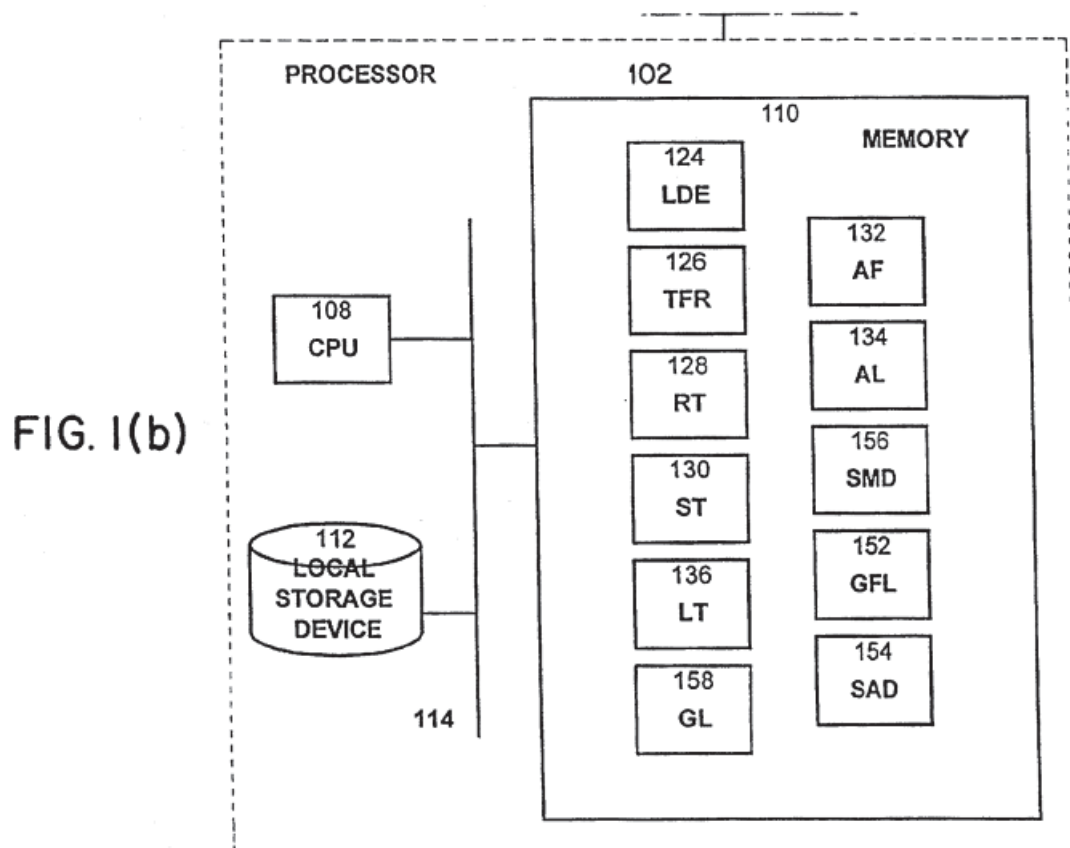 PROCESSOR 102
110
MEMORY
124
LDE
126
TFR
128
RT
130
ST
136
LT
158
GL
132
AF
134
AL
156
SMD
152
GFL
154
SAD
108
CPU
112
LOCAL
STORAGE
DEVICE
114
FIG. 1(b)